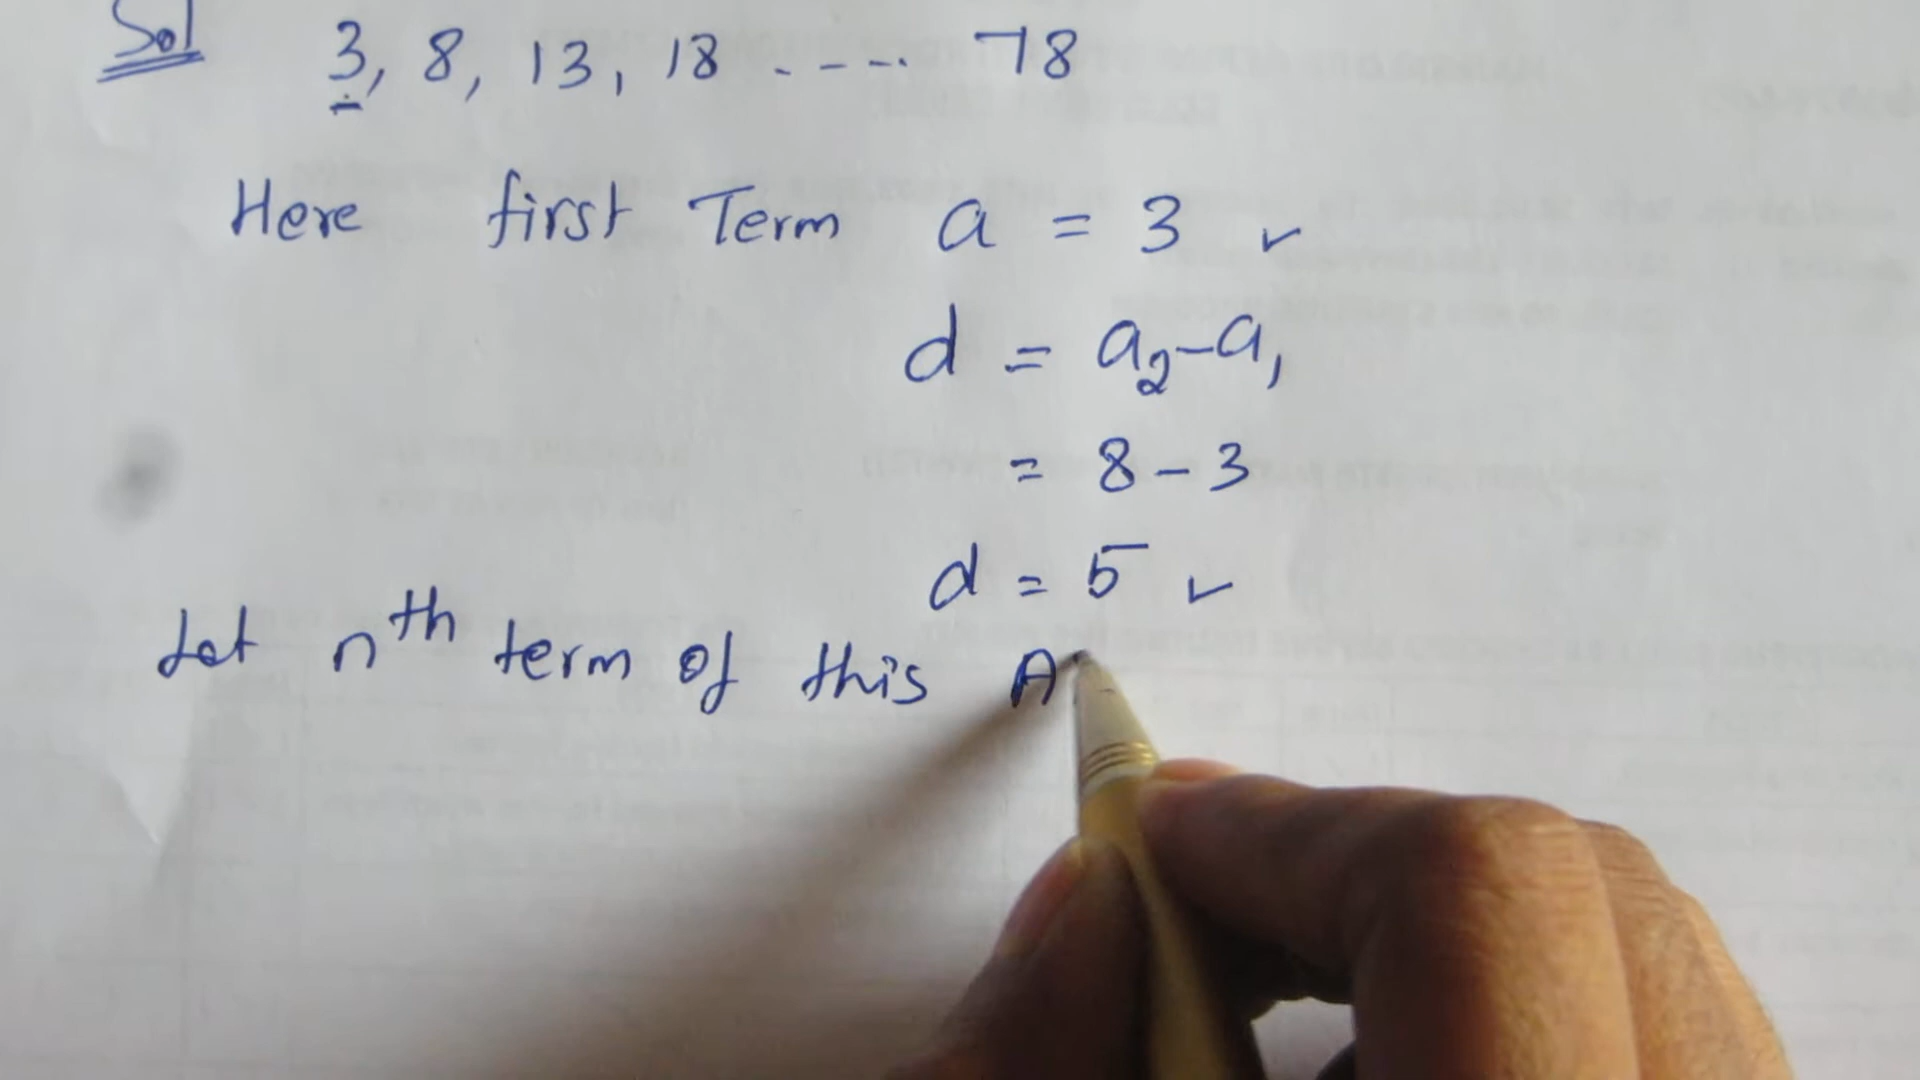 Sol
3, 8, 13, 18 ----. 78
Here first Term a = 3 ✓
d = a₂-a₁
= 8-3
d = 5 ✓
Let nth term of this A